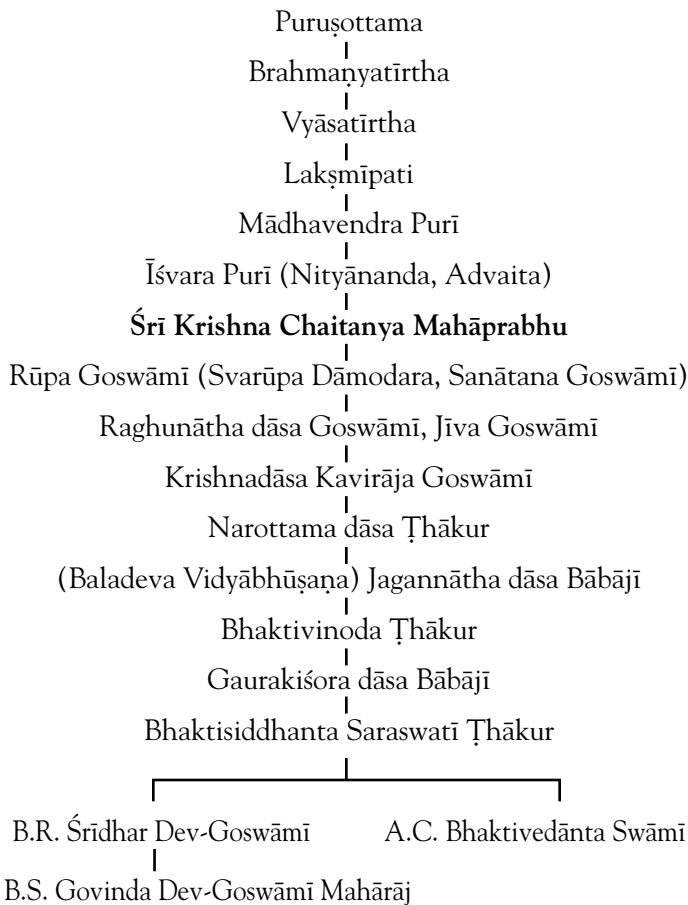 Puruṣottama
Brahmaṇyatīrtha
Vyāsatīrtha
Lakṣmīpati
Mādhavendra Purī
Īśvara Purī (Nityānanda, Advaita)
Śrī Krishna Chaitanya Mahāprabhu
Rūpa Goswāmī (Svarūpa Dāmodara, Sanātana Goswāmī)
Raghunātha dāsa Goswāmī, Jīva Goswāmī
Krishnadāsa Kavirāja Goswāmī
Narottama dāsa Ṭhākur
(Baladeva Vidyābhūṣaṇa) Jagannātha dāsa Bābājī
Bhaktivinoda Ṭhākur
Gaurakiśora dāsa Bābājī
Bhaktisiddhanta Saraswatī Ṭhākur
B.R. Śrīdhar Dev-Goswāmī A.C. Bhaktivedānta Swāmī
B.S. Govinda Dev-Goswāmī Mahārāj